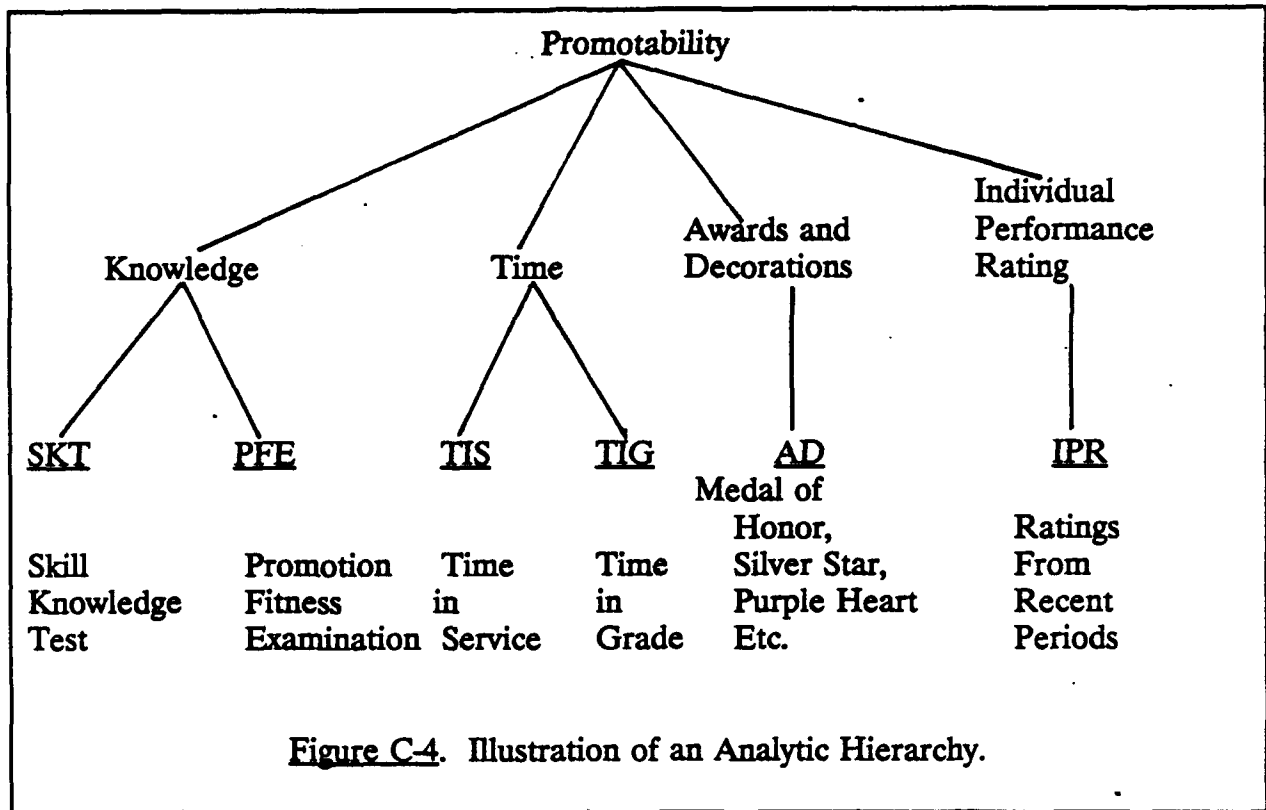 Promotability
Individual
Performance
Rating
Awards and
Decorations
Knowledge
Time
SKT
PFE
TIS
TIG
AD
IPR
Skill
Knowledge
Test
Promotion
Fitness
Examination
Time
in
Service
Time
in
Grade
Medal of
Honor,
Silver Star,
Purple Heart
Etc.
Ratings
From
Recent
Periods
Figure C-4. Illustration of an Analytic Hierarchy.